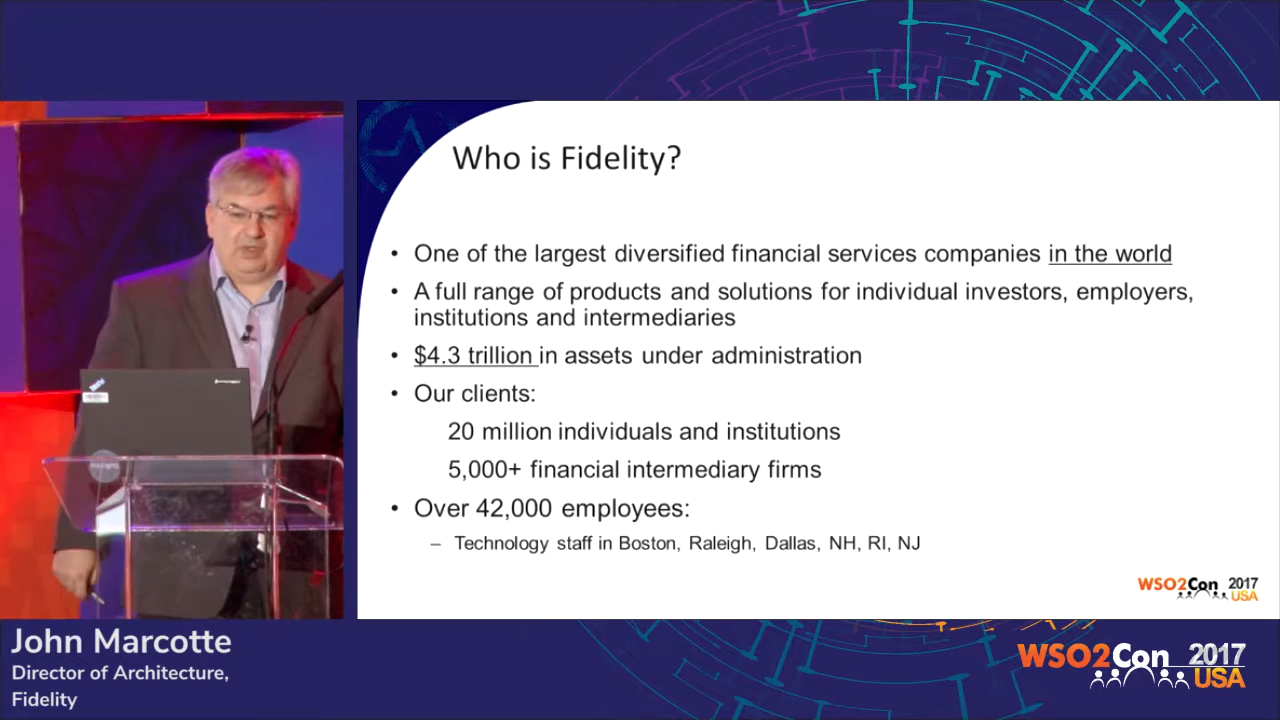 Who is Fidelity?
• One of the largest diversified financial services companies in the world
• A full range of products and solutions for individual investors, employers,
institutions and intermediaries
• $4.3 trillion in assets under administration
• Our clients:
20 million individuals and institutions
5,000+ financial intermediary firms
• Over 42,000 employees:
– Technology staff in Boston, Raleigh, Dallas, NH, RI, NJ
WSO2Con 2017
USA
John Marcotte
Director of Architecture,
Fidelity
WSO2Con 2017
USA